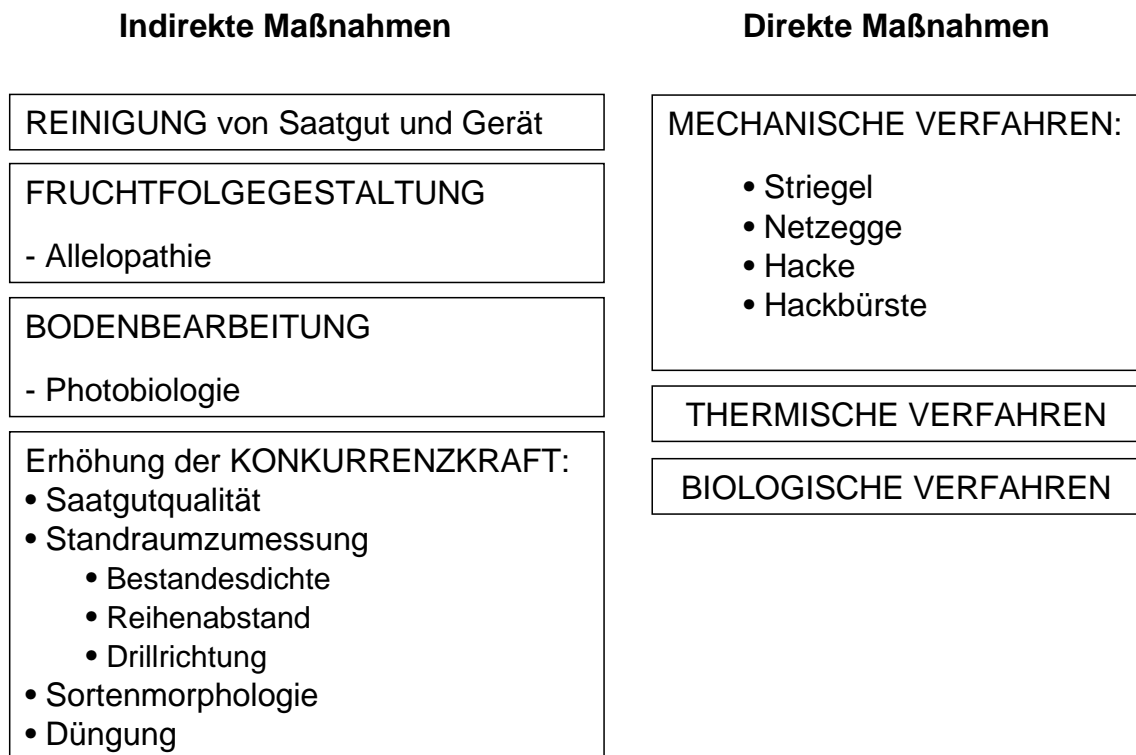 Indirekte Maßnahmen
REINIGUNG von Saatgut und Gerät
FRUCHTFOLGEGESTALTUNG
- Allelopathie
BODENBEARBEITUNG
- Photobiologie
Erhöhung der KONKURRENZKRAFT:
• Saatgutqualität
• Standraumzumessung
• Bestandesdichte
• Reihenabstand
• Drillrichtung
• Sortenmorphologie
• Düngung
Direkte Maßnahmen
MECHANISCHE VERFAHREN:
• Striegel
• Netzegge
• Hacke
• Hackbürste
THERMISCHE VERFAHREN
BIOLOGISCHE VERFAHREN